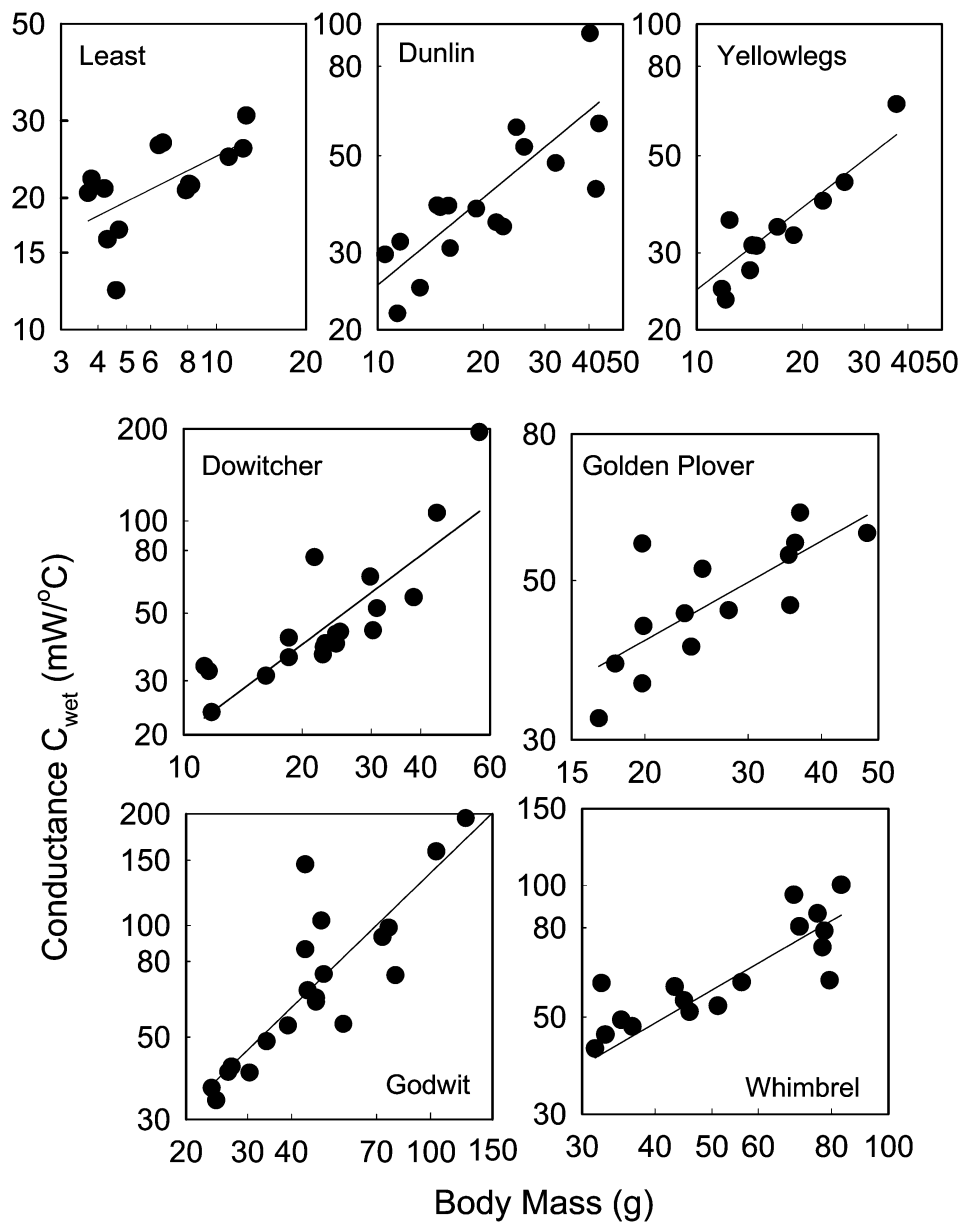 50
30
20
15
10
Least
3 4 5 6 8 10 20
100
80
50
30
20
Dunlin
10 20 30 4050
100
80
50
30
20
Yellowlegs
10 20 30 4050
Conductance C_wet (mW/°C)
200
100
80
50
30
20
Dowitcher
10 20 30 60
80
50
30
Golden Plover
15 20 30 40 50
200
150
100
80
50
30
Godwit
20 30 40 70 100 150
150
100
80
50
30
Whimbrel
30 40 50 60 80 100
Body Mass (g)